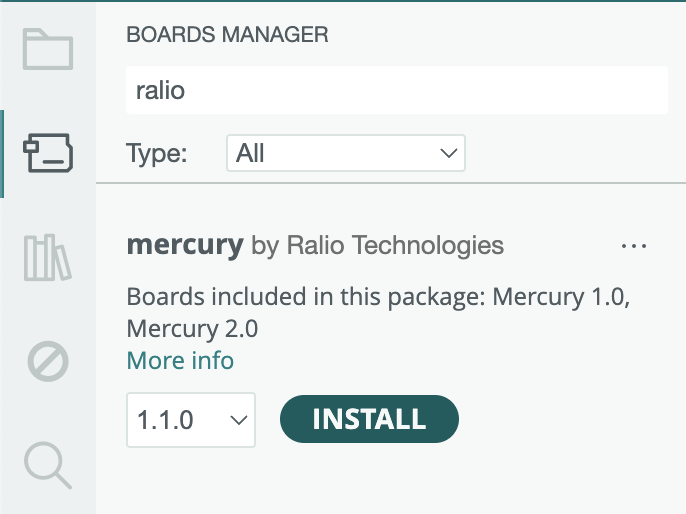 BOARDS MANAGER
ralio
Type: All
mercury by Ralio Technologies
Boards included in this package: Mercury 1.0,
Mercury 2.0
More info
1.1.0 INSTALL